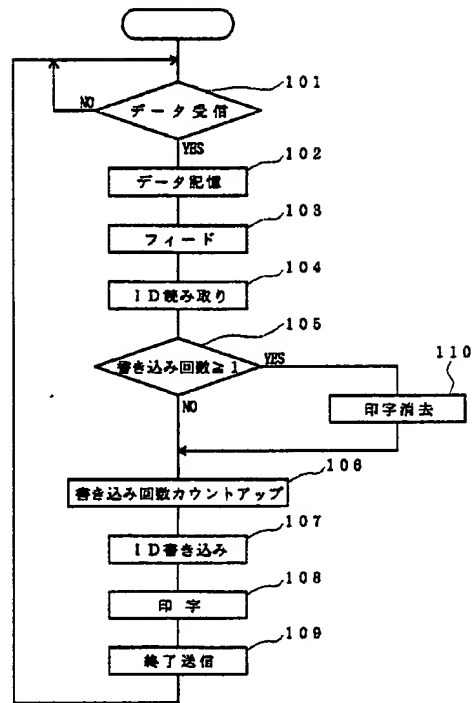 101
データ受信
NO
YES
102
データ記憶
103
フィード
104
ID読み取り
105
書き込み回数≧1
YES
NO
110
印字消去
106
書き込み回数カウントアップ
107
ID書き込み
108
印字
109
終了送信